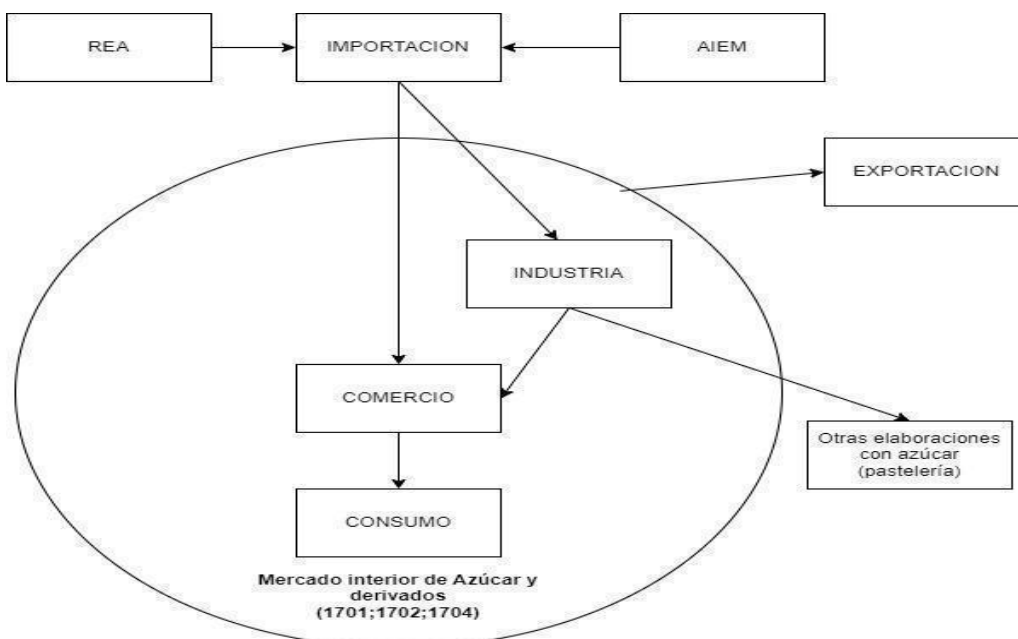 REA
IMPORTACION
AIEM
EXPORTACION
INDUSTRIA
COMERCIO
Otras elaboraciones
con azúcar
(pastelería)
CONSUMO
Mercado interior de Azúcar y
derivados
(1701;1702;1704)